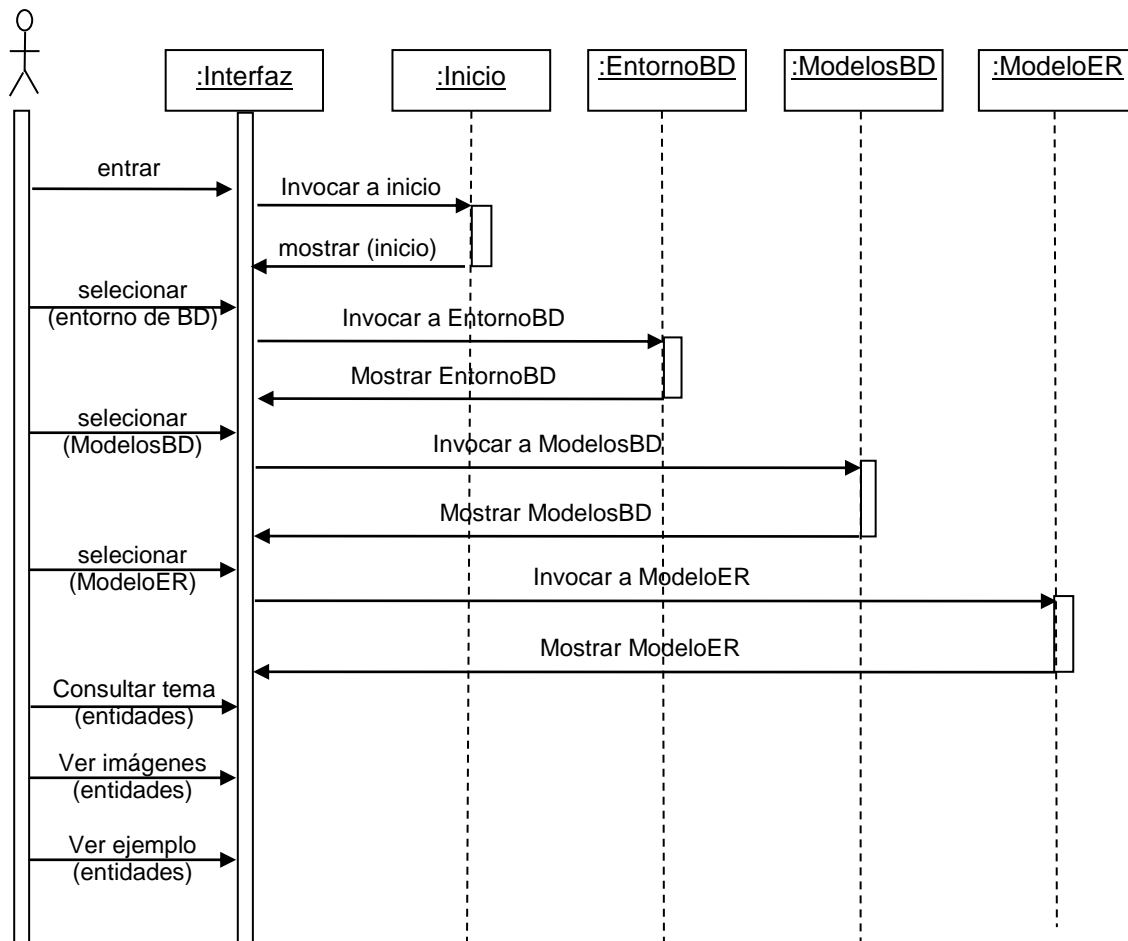 :Interfaz
:Inicio
:EntornoBD
:ModelosBD
:ModeloER
entrar
Invocar a inicio
mostrar (inicio)
selecionar
(entorno de BD)
Invocar a EntornoBD
Mostrar EntornoBD
selecionar
(ModelosBD)
Invocar a ModelosBD
Mostrar ModelosBD
selecionar
(ModeloER)
Invocar a ModeloER
Mostrar ModeloER
Consultar tema
(entidades)
Ver imágenes
(entidades)
Ver ejemplo
(entidades)